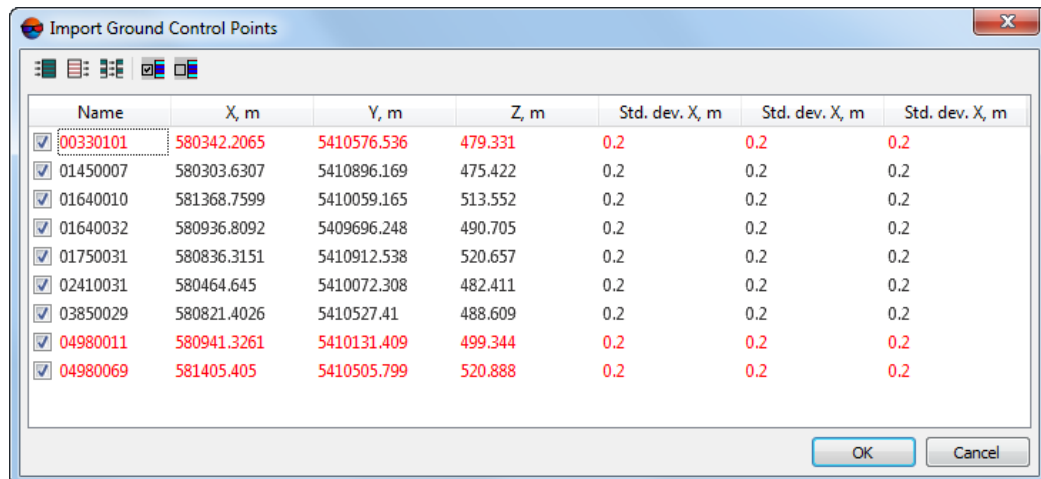 Import Ground Control Points
Name X, m Y, m Z, m Std. dev. X, m Std. dev. X, m Std. dev. X, m
00330101 580342.2065 5410576.536 479.331 0.2 0.2 0.2
01450007 580303.6307 5410896.169 475.422 0.2 0.2 0.2
01640010 581368.7599 5410059.165 513.552 0.2 0.2 0.2
01640032 580936.8092 5409696.248 490.705 0.2 0.2 0.2
01750031 580836.3151 5410912.538 520.657 0.2 0.2 0.2
02410031 580464.645 5410072.308 482.411 0.2 0.2 0.2
03850029 580821.4026 5410527.41 488.609 0.2 0.2 0.2
04980011 580941.3261 5410131.409 499.344 0.2 0.2 0.2
04980069 581405.405 5410505.799 520.888 0.2 0.2 0.2
OK Cancel